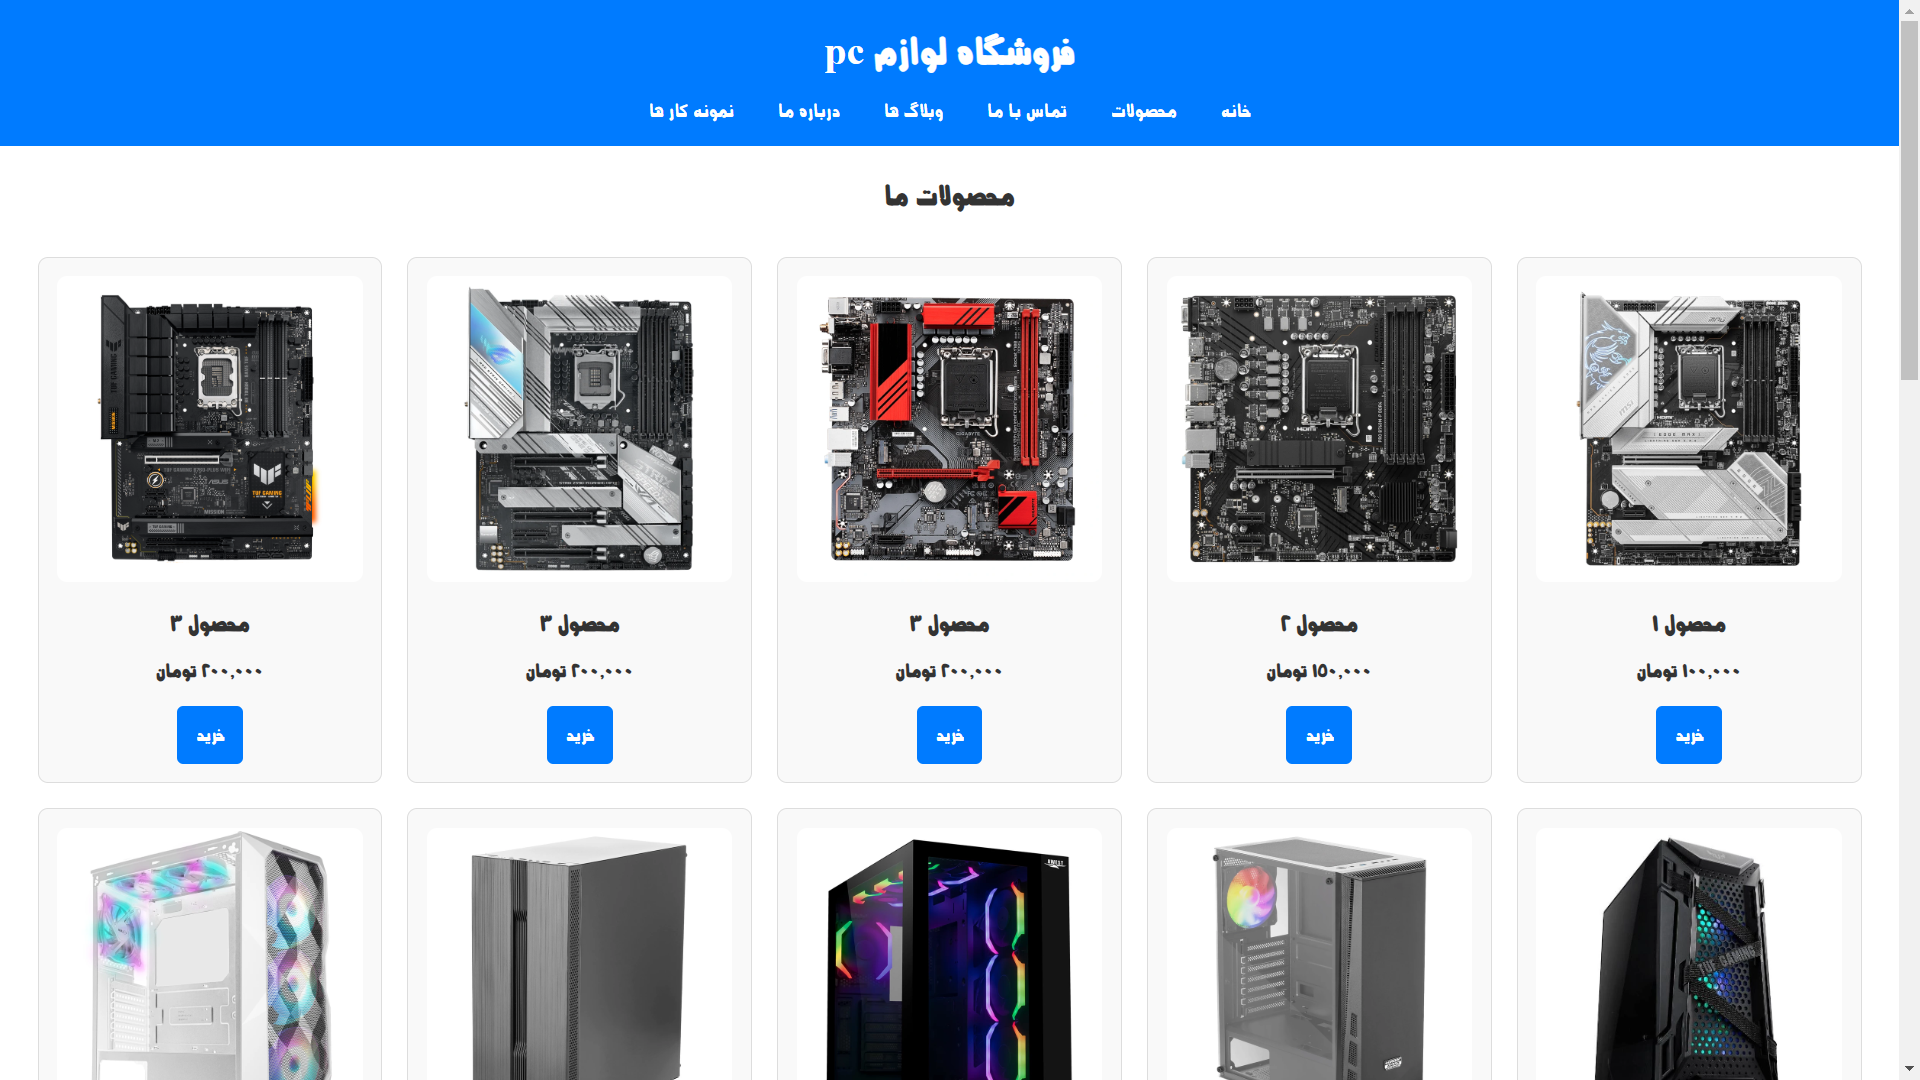 فروشگاه لوازم pc
خانه محصولات تماس با ما وبلاگ ها درباره ما نمونه کار ها
محصولات ما
محصول ۱
۱۰۰,۰۰۰ تومان
خرید
محصول ۲
۱۵۰,۰۰۰ تومان
خرید
محصول ۳
۲۰۰,۰۰۰ تومان
خرید
محصول ۳
۲۰۰,۰۰۰ تومان
خرید
محصول ۳
۲۰۰,۰۰۰ تومان
خرید